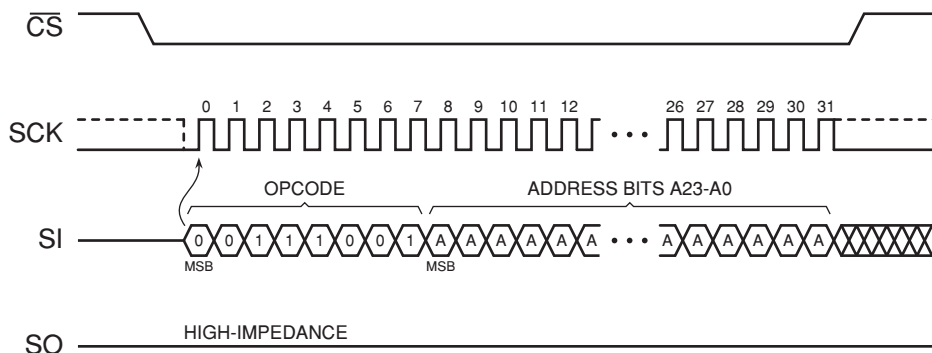 CS
0 1 2 3 4 5 6 7 8 9 10 11 12 26 27 28 29 30 31
SCK
OPCODE ADDRESS BITS A23-A0
SI 0 0 1 1 1 0 0 1 A A A A A A A A A A A A
MSB MSB
HIGH-IMPEDANCE
SO